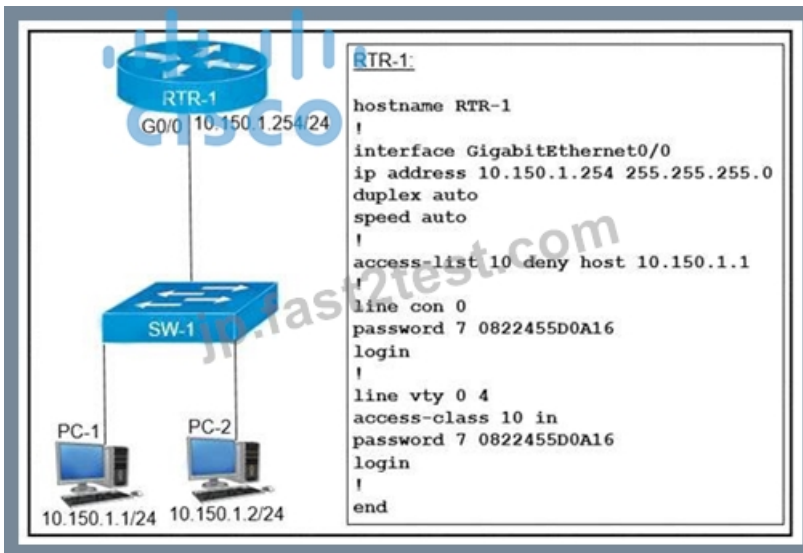 cisco
RTR-1
G0/0 10.150.1.254/24
SW-1
PC-1
PC-2
10.150.1.1/24
10.150.1.2/24
RTR-1:
hostname RTR-1
!
interface GigabitEthernet0/0
ip address 10.150.1.254 255.255.255.0
duplex auto
speed auto
!
access-list 10 deny host 10.150.1.1
!
line con 0
password 7 0822455D0A16
login
!
line vty 0 4
access-class 10 in
password 7 0822455D0A16
login
!
end
jp.fast2test.com